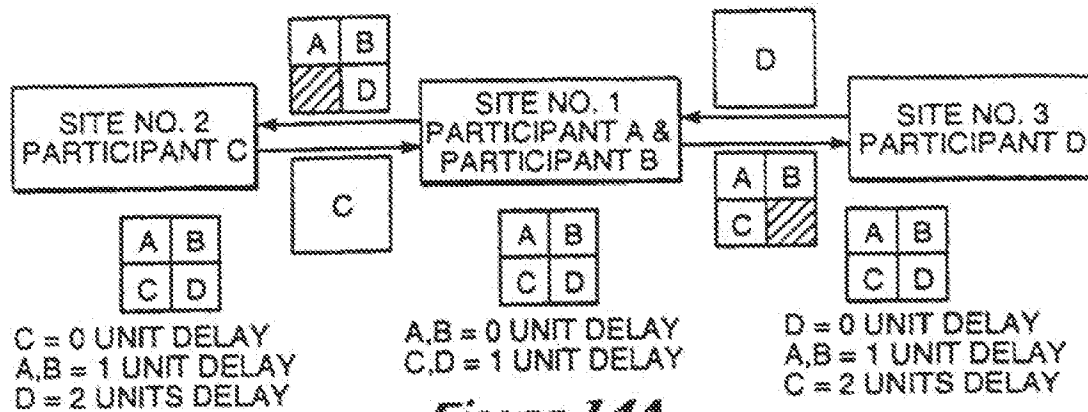 A B
D
D
SITE NO. 2
PARTICIPANT C
SITE NO. 1
PARTICIPANT A &
PARTICIPANT B
SITE NO. 3
PARTICIPANT D
C
A B
C
A B
C D
A B
C D
A B
C D
C = 0 UNIT DELAY
A,B = 1 UNIT DELAY
D = 2 UNITS DELAY
A,B = 0 UNIT DELAY
C,D = 1 UNIT DELAY
D = 0 UNIT DELAY
A,B = 1 UNIT DELAY
C = 2 UNITS DELAY